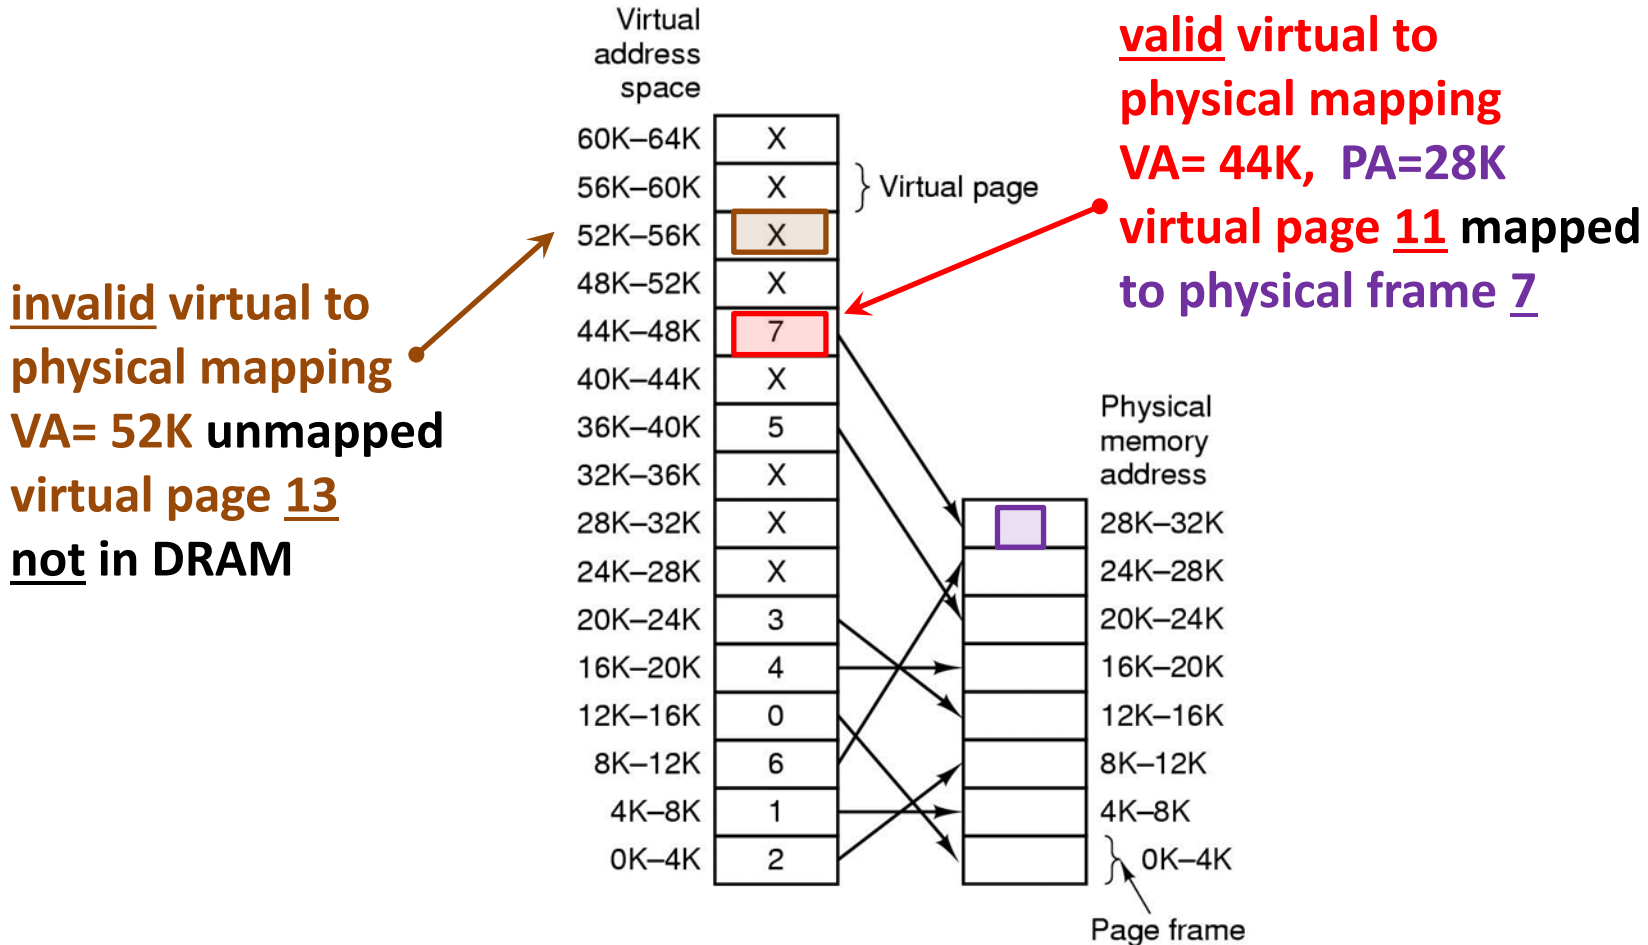 Virtual
address
space
60K–64K X
56K–60K X
Virtual page
52K–56K X
48K–52K X
44K–48K 7
40K–44K X
36K–40K 5
32K–36K X
28K–32K X
24K–28K X
20K–24K 3
16K–20K 4
12K–16K 0
8K–12K 6
4K–8K 1
0K–4K 2
valid virtual to
physical mapping
VA= 44K, PA=28K
virtual page 11 mapped
to physical frame 7
invalid virtual to
physical mapping
VA= 52K unmapped
virtual page 13
not in DRAM
Physical
memory
address
28K–32K
24K–28K
20K–24K
16K–20K
12K–16K
8K–12K
4K–8K
0K–4K
Page frame